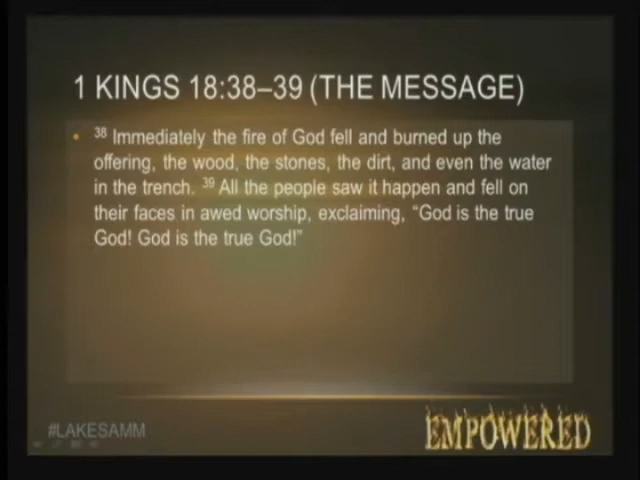 1 KINGS 18:38–39 (THE MESSAGE)
• 38 Immediately the fire of God fell and burned up the
offering, the wood, the stones, the dirt, and even the water
in the trench. 39 All the people saw it happen and fell on
their faces in awed worship, exclaiming, “God is the true
God! God is the true God!”
#LAKESAMM
EMPOWERED